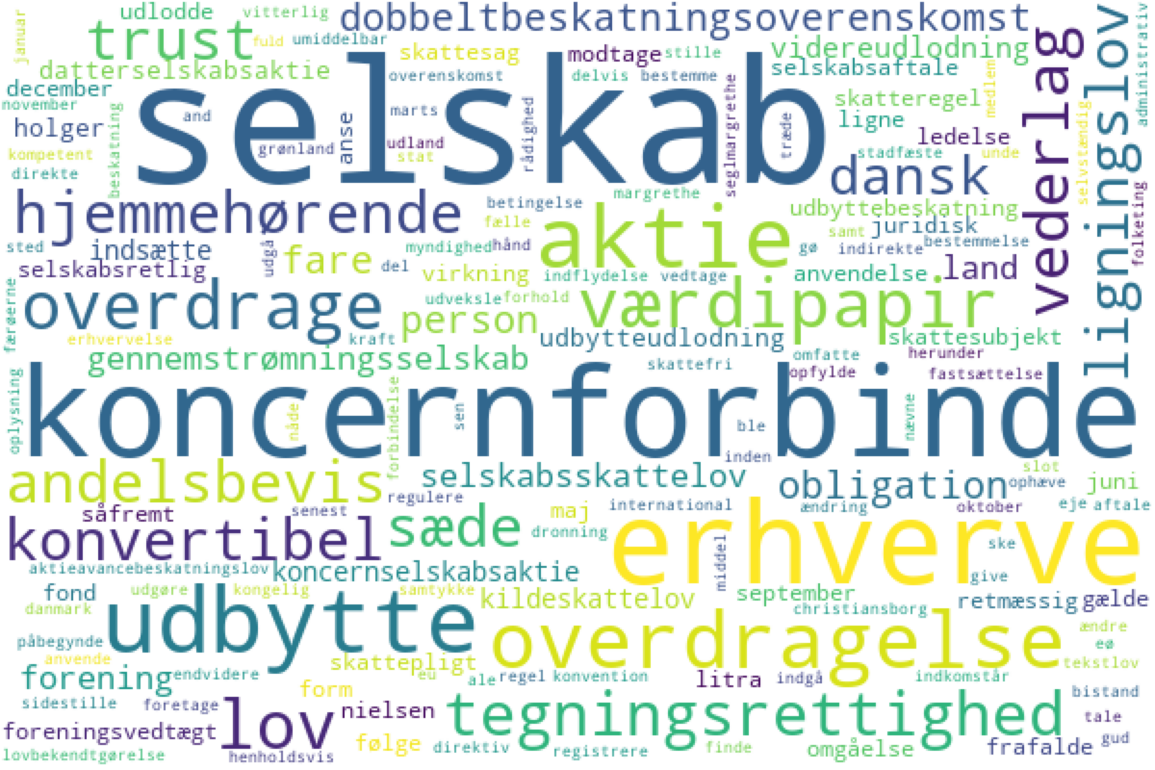 januar
udlodde
vitterlig
dobbeltbeskatningsoverenskomst
trust
fuld
umiddelbar
skattesag
modtage
stille
videreudlodning
vederlag
ligningslov
administrativ
datterselskabsaktie
overenskomst
delvis
bestemme
selskabsaftale
december
november
selskab
and
marts
skatteregel
medlem
holger
grønland
anse
udland
rådighed
seglmargrethe
træde
ligne
ledelse
selvstændig
kompetent
stat
stadfæste
unde
direkte
beskatning
dansk
folketing
hjemmehørende
betingelse
margrethe
udbyttebeskatning
fælle
aktie
samt
juridisk
sted
indsætte
udgå
myndighed
hånd
gø
indirekte
bestemmelse
selskabsretlig
fare
del
virkning
indflydelse
vedtage
anvendelse
land
færøerne
overdrage
udveksle
forhold
værdipapir
person
erhvervelse
kraft
udbytteudlodning
skattesubjekt
gennemstrømningsselskab
skattefri
omfatte
herunder
opfylde
fastsættelse
oplysning
koncernforbinde
nåde
forbindelse
sen
ble
nævne
inden
andelsbevis
selskabsskattelov
slot
regulere
obligation
ophæve
juni
såfremt
senest
maj
international
ændring
oktober
eje
aftale
konvertibel
sæde
dronning
erhverve
ske
middel
aktieavancebeskatningslov
koncernselskabsaktie
give
fond
udgøre
kongelig
samtykke
kildeskattelov
september
retmæssig
gælde
danmark
udbytte
christiansborg
påbegynde
overdragelse
ændre
anvende
eø
skattepligt
tekstlov
forening
endvidere
eu
ale
regel
konvention
litra
indgå
indkomstår
form
bistand
sidestille
foretage
lov
nielsen
tegningsrettighed
tale
foreningsvedtægt
følge
gud
direktiv
registrere
finde
omgåelse
frafalde
lovbekendtgørelse
henholdsvis